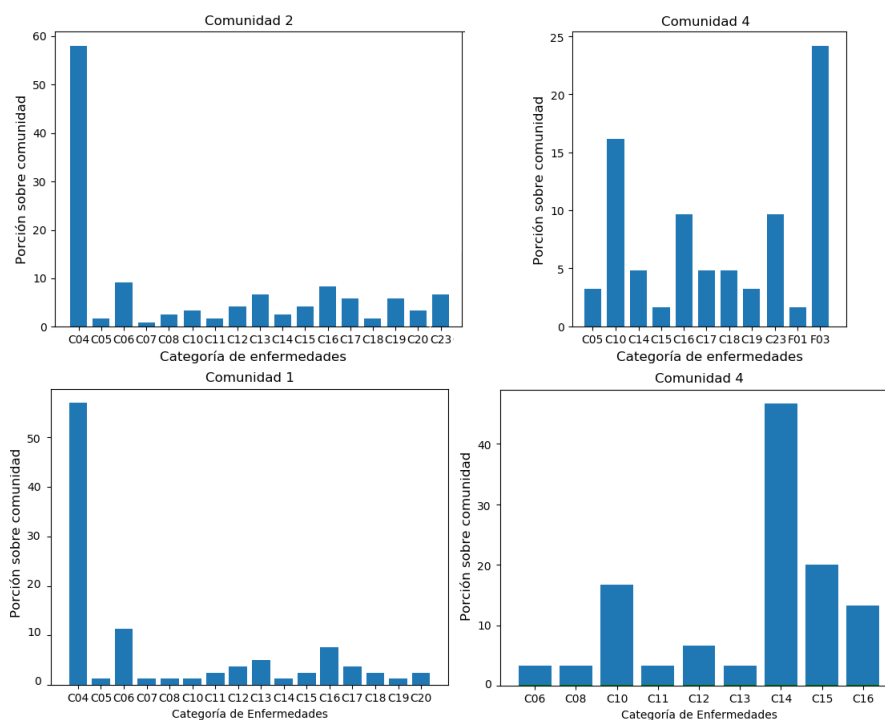 Comunidad 2
Porción sobre comunidad
60
50
40
30
20
10
0
C04 C05 C06 C07 C08 C10 C11 C12 C13 C14 C15 C16 C17 C18 C19 C20 C23
Categoría de enfermedades
Comunidad 4
Porción sobre comunidad
25
20
15
10
5
0
C05 C10 C14 C15 C16 C17 C18 C19 C23 F01 F03
Categoría de enfermedades
Comunidad 1
Porción sobre comunidad
50
40
30
20
10
0
C04 C05 C06 C07 C08 C10 C11 C12 C13 C14 C15 C16 C17 C18 C19 C20
Categoría de Enfermedades
Comunidad 4
Porción sobre comunidad
40
30
20
10
0
C06 C08 C10 C11 C12 C13 C14 C15 C16
Categoría de Enfermedades